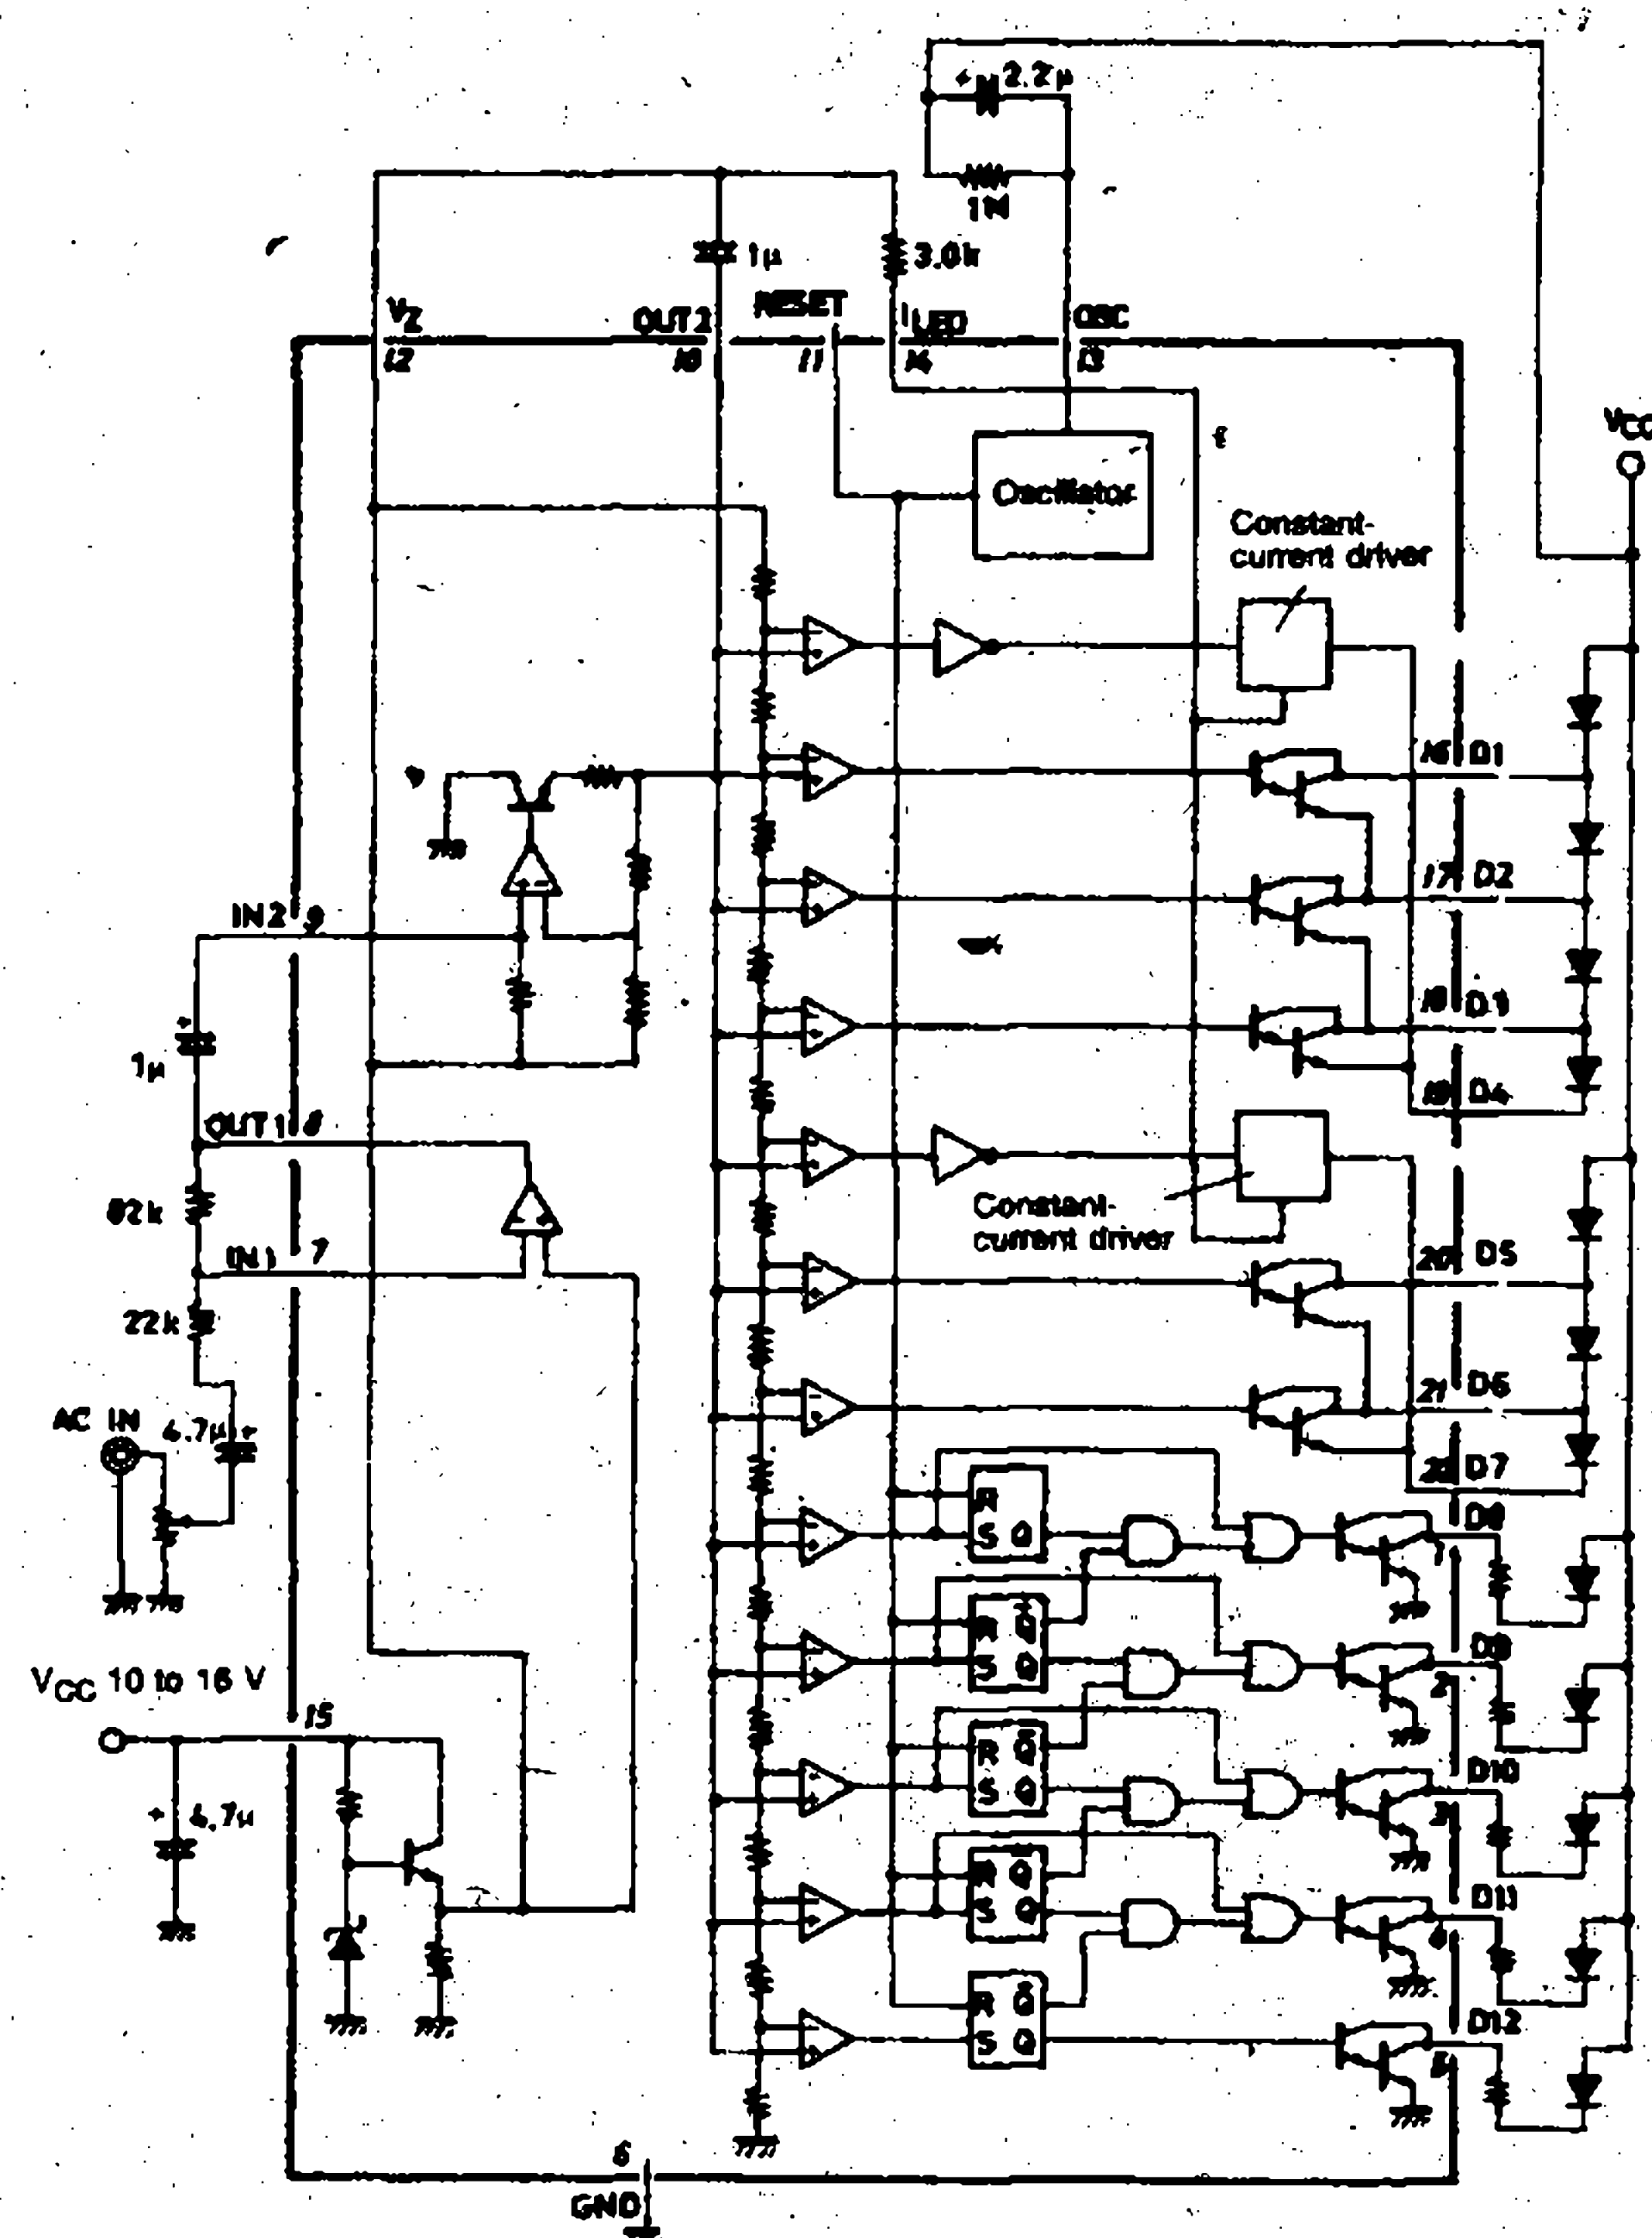 + 2.2µ
1M
1µ
3.0k
VZ
OUT2
RESET
ILED
OSC
12
10
11
14
13
VCC
Oscillator
Constant-
current driver
16 D1
17 D2
IN2 9
+
1µ
18
19 D4
OUT1 8
82k
Constant-
current driver
IN1 7
20 D5
22k
21 D6
AC IN
4.7µ +
22 D7
R
S Q
D8
1
R Q
S Q
D9
2
VCC 10 to 16 V
15
R Q
S Q
D10
3
+ 4.7µ
R Q
S Q
D11
4
R Q
S Q
D12
5
6
GND